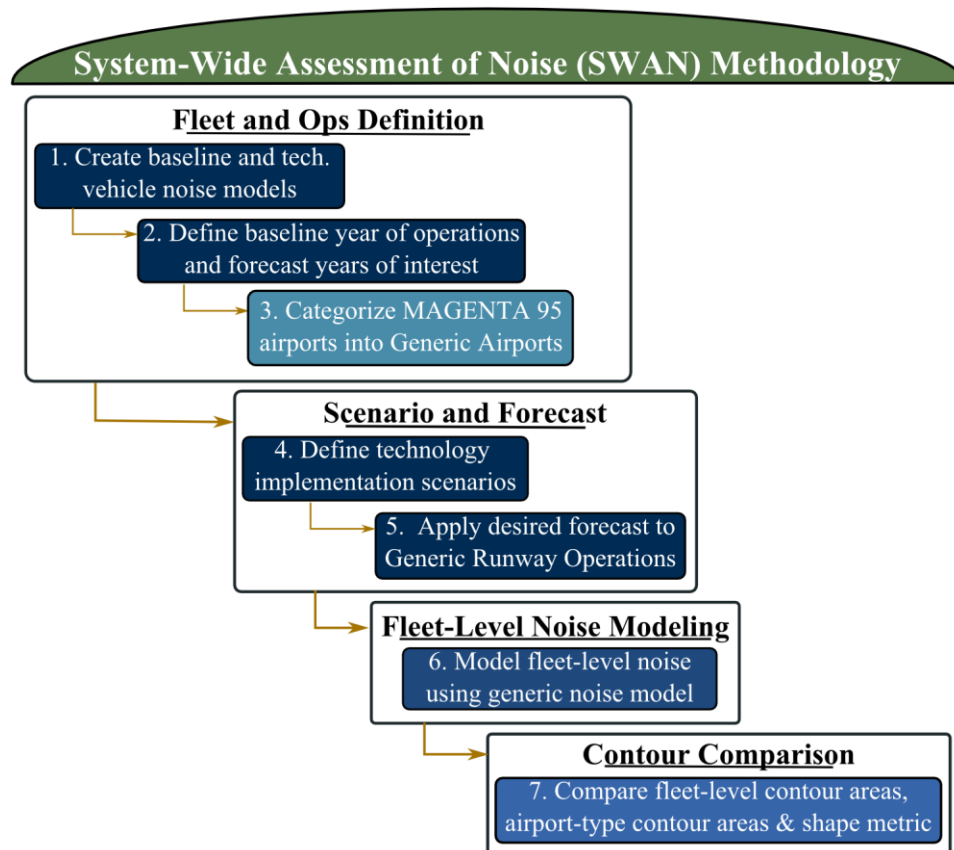 System-Wide Assessment of Noise (SWAN) Methodology
Fleet and Ops Definition
1. Create baseline and tech.
vehicle noise models
2. Define baseline year of operations
and forecast years of interest
3. Categorize MAGENTA 95
airports into Generic Airports
Scenario and Forecast
4. Define technology
implementation scenarios
5. Apply desired forecast to
Generic Runway Operations
Fleet-Level Noise Modeling
6. Model fleet-level noise
using generic noise model
Contour Comparison
7. Compare fleet-level contour areas,
airport-type contour areas & shape metric